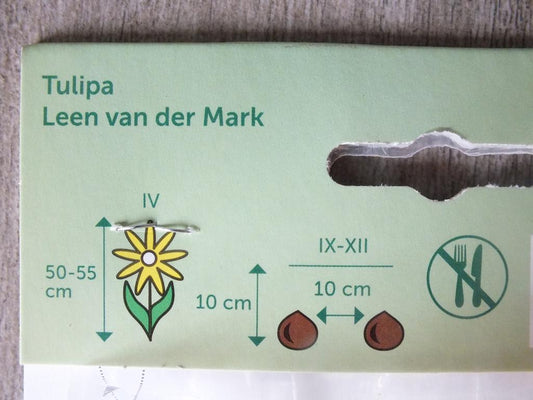 Tulipa
Leen van der Mark
IV
50-55
cm
IX-XII
10 cm
10 cm